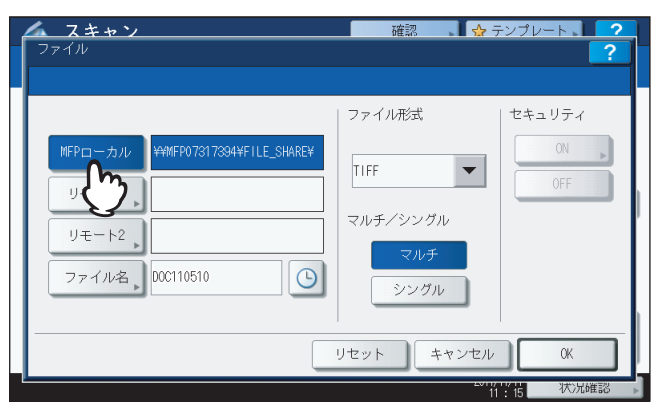 スキャン
確認
テンプレート
?
ファイル
?
ファイル形式
セキュリティ
MFPローカル
¥¥MFP07317394¥FILE_SHARE¥
ON
TIFF
OFF
リモート2
マルチ/シングル
マルチ
ファイル名
DOC110510
シングル
リセット
キャンセル
OK
11:15
状況確認